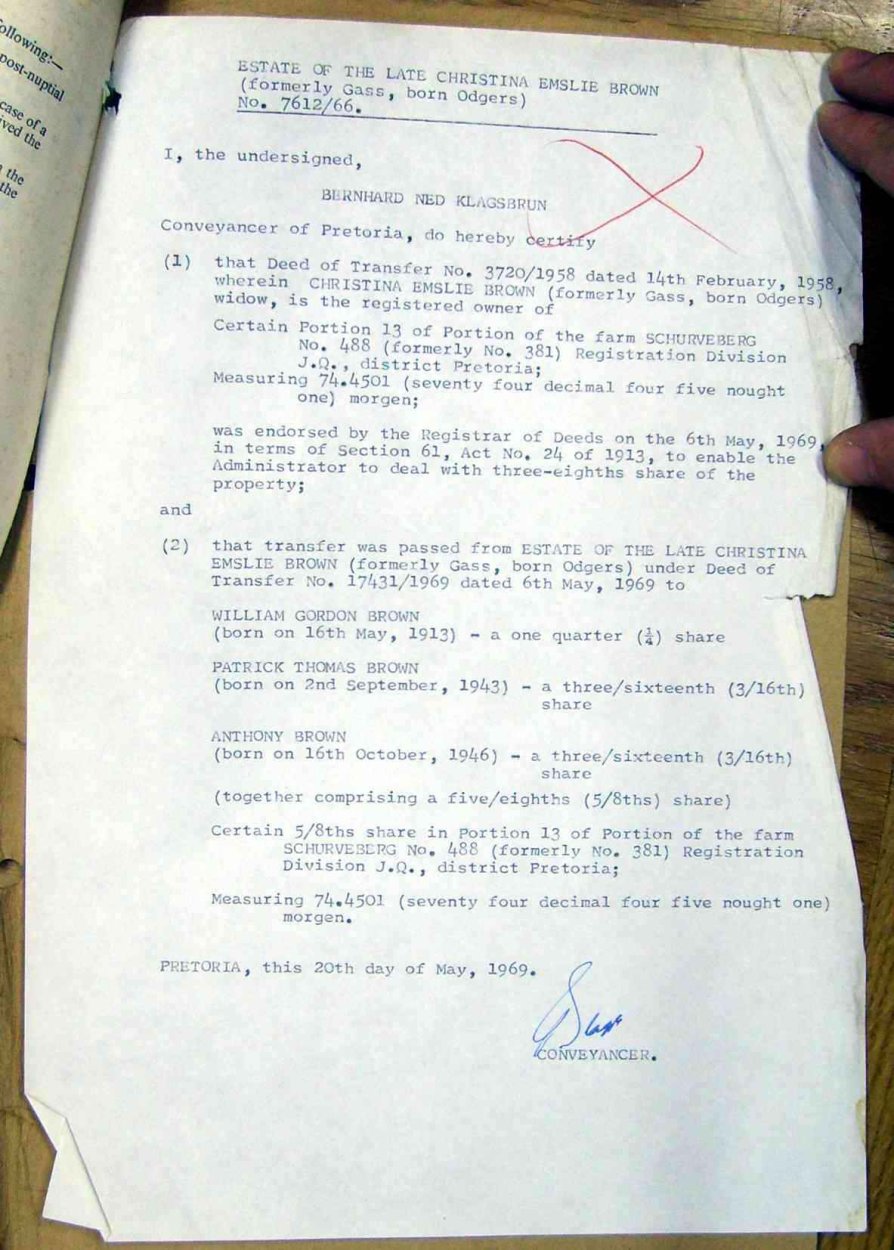 ollowing:—
post-nuptial
case of a
ved the
the
the
ESTATE OF THE LATE CHRISTINA EMSLIE BROWN
(formerly Gass, born Odgers)
No. 7612/66.
I, the undersigned,
BERNHARD NED KLAGSBRUN
Conveyancer of Pretoria, do hereby certify
(1) that Deed of Transfer No. 3720/1958 dated 14th February, 1958,
wherein CHRISTINA EMSLIE BROWN (formerly Gass, born Odgers)
widow, is the registered owner of
Certain Portion 13 of Portion of the farm SCHURVEBERG
No. 488 (formerly No. 381) Registration Division
J.Q., district Pretoria;
Measuring 74.4501 (seventy four decimal four five nought
one) morgen;
was endorsed by the Registrar of Deeds on the 6th May, 1969,
in terms of Section 61, Act No. 24 of 1913, to enable the
Administrator to deal with three-eighths share of the
property;
and
(2) that transfer was passed from ESTATE OF THE LATE CHRISTINA
EMSLIE BROWN (formerly Gass, born Odgers) under Deed of
Transfer No. 17431/1969 dated 6th May, 1969 to
WILLIAM GORDON BROWN
(born on 16th May, 1913) - a one quarter (¼) share
PATRICK THOMAS BROWN
(born on 2nd September, 1943) - a three/sixteenth (3/16th)
share
ANTHONY BROWN
(born on 16th October, 1946) - a three/sixteenth (3/16th)
share
(together comprising a five/eighths (5/8ths) share)
Certain 5/8ths share in Portion 13 of Portion of the farm
SCHURVEBERG No. 488 (formerly No. 381) Registration
Division J.Q., district Pretoria;
Measuring 74.4501 (seventy four decimal four five nought one)
morgen.
PRETORIA, this 20th day of May, 1969.
CONVEYANCER.